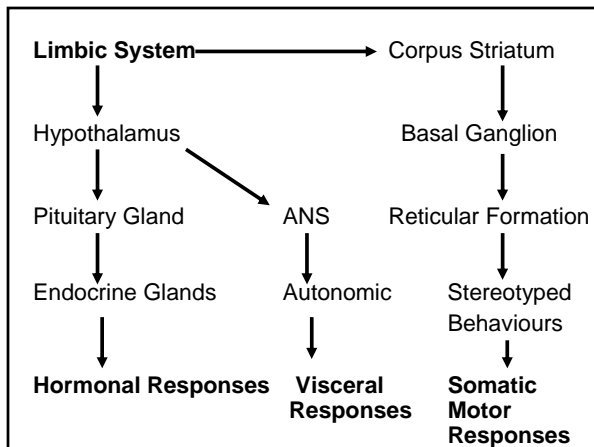 Limbic System Corpus Striatum
Hypothalamus Basal Ganglion
Pituitary Gland ANS Reticular Formation
Endocrine Glands Autonomic Stereotyped
Behaviours
Hormonal Responses Visceral Somatic
Responses Motor
Responses